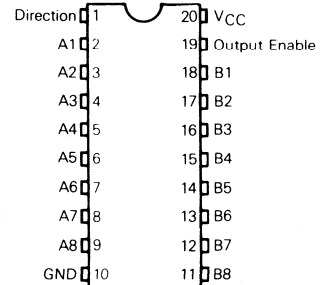 Direction 1 20 VCC
A1 2 19 Output Enable
A2 3 18 B1
A3 4 17 B2
A4 5 16 B3
A5 6 15 B4
A6 7 14 B5
A7 8 13 B6
A8 9 12 B7
GND 10 11 B8